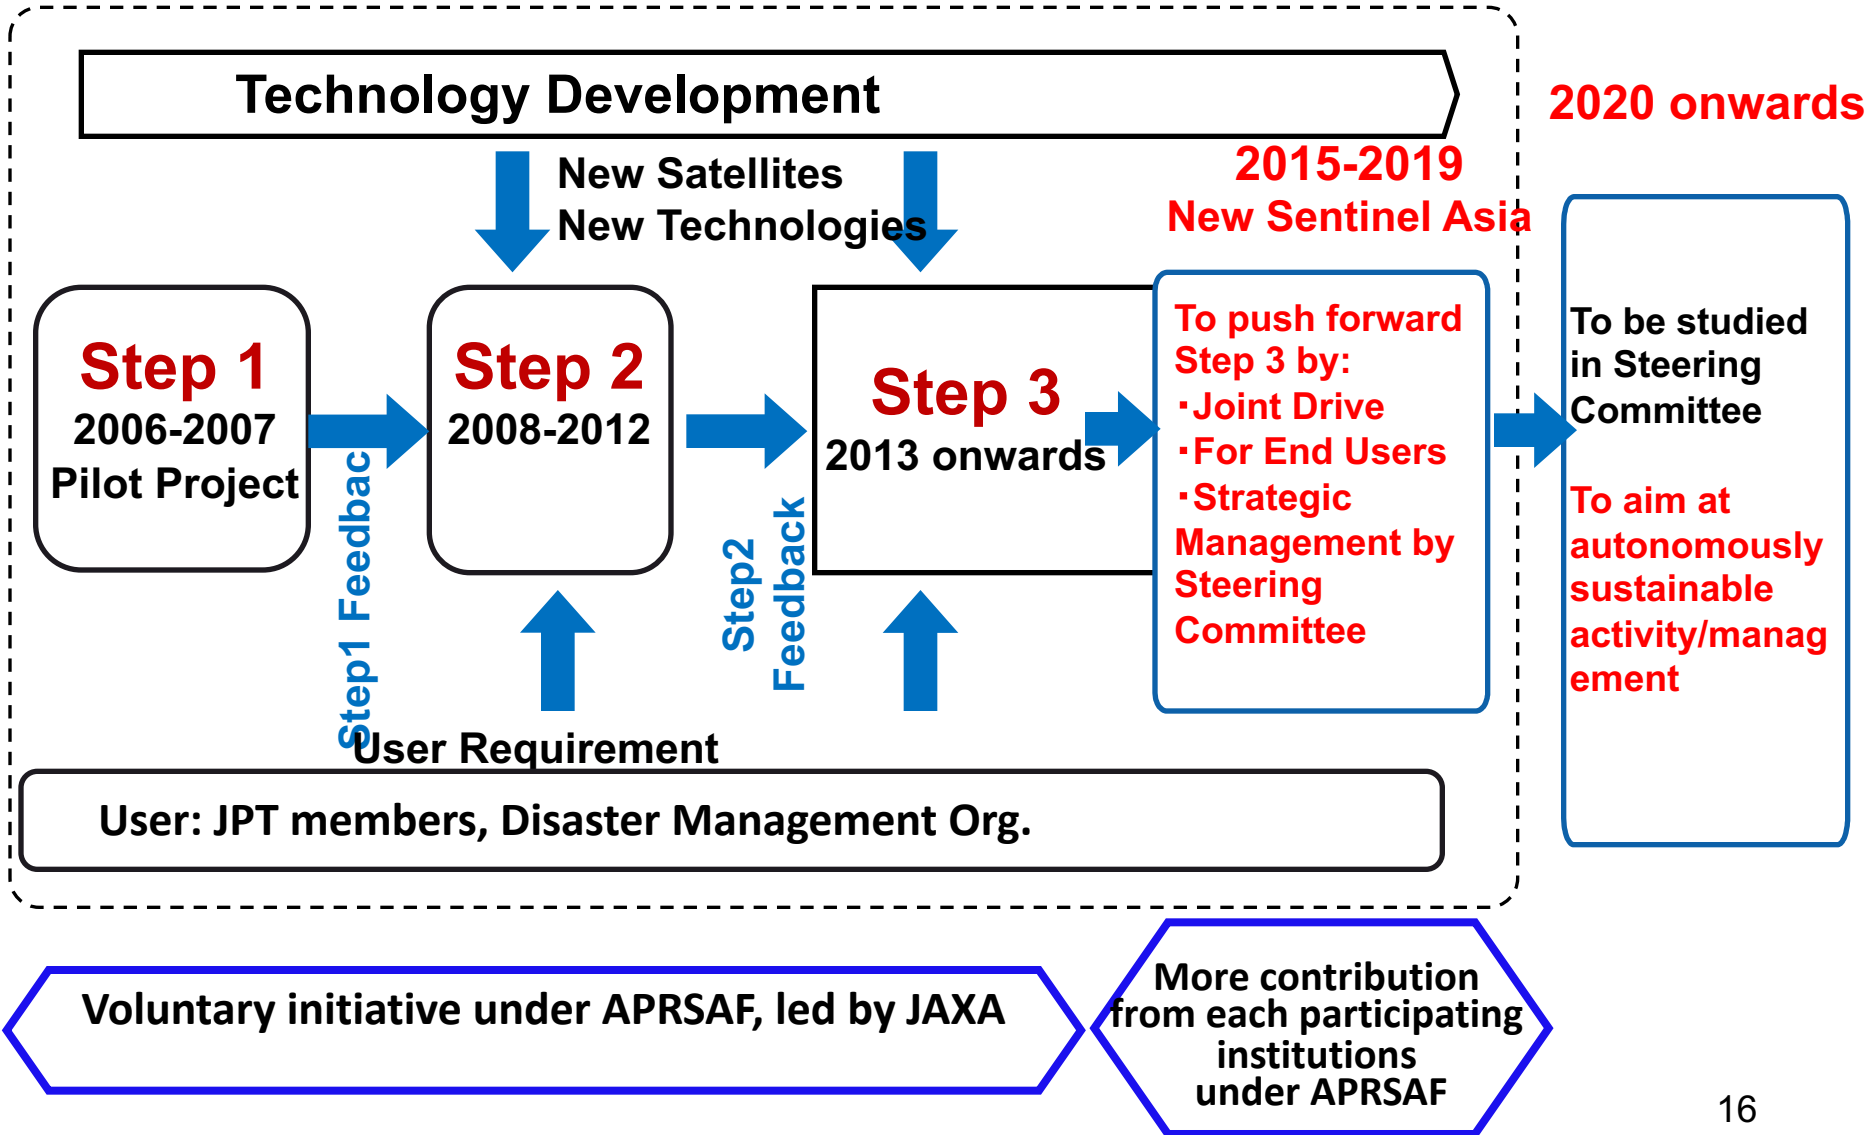 Technology Development
2020 onwards
New Satellites
New Technologies
2015-2019
New Sentinel Asia
Step 1
2006-2007
Pilot Project
Step1 Feedbac
Step 2
2008-2012
Step2
Feedback
Step 3
2013 onwards
To push forward
Step 3 by:
・Joint Drive
・For End Users
・Strategic
Management by
Steering
Committee
To be studied
in Steering
Committee
To aim at
autonomously
sustainable
activity/manag
ement
User Requirement
User: JPT members, Disaster Management Org.
Voluntary initiative under APRSAF, led by JAXA
More contribution
from each participating
institutions
under APRSAF
16